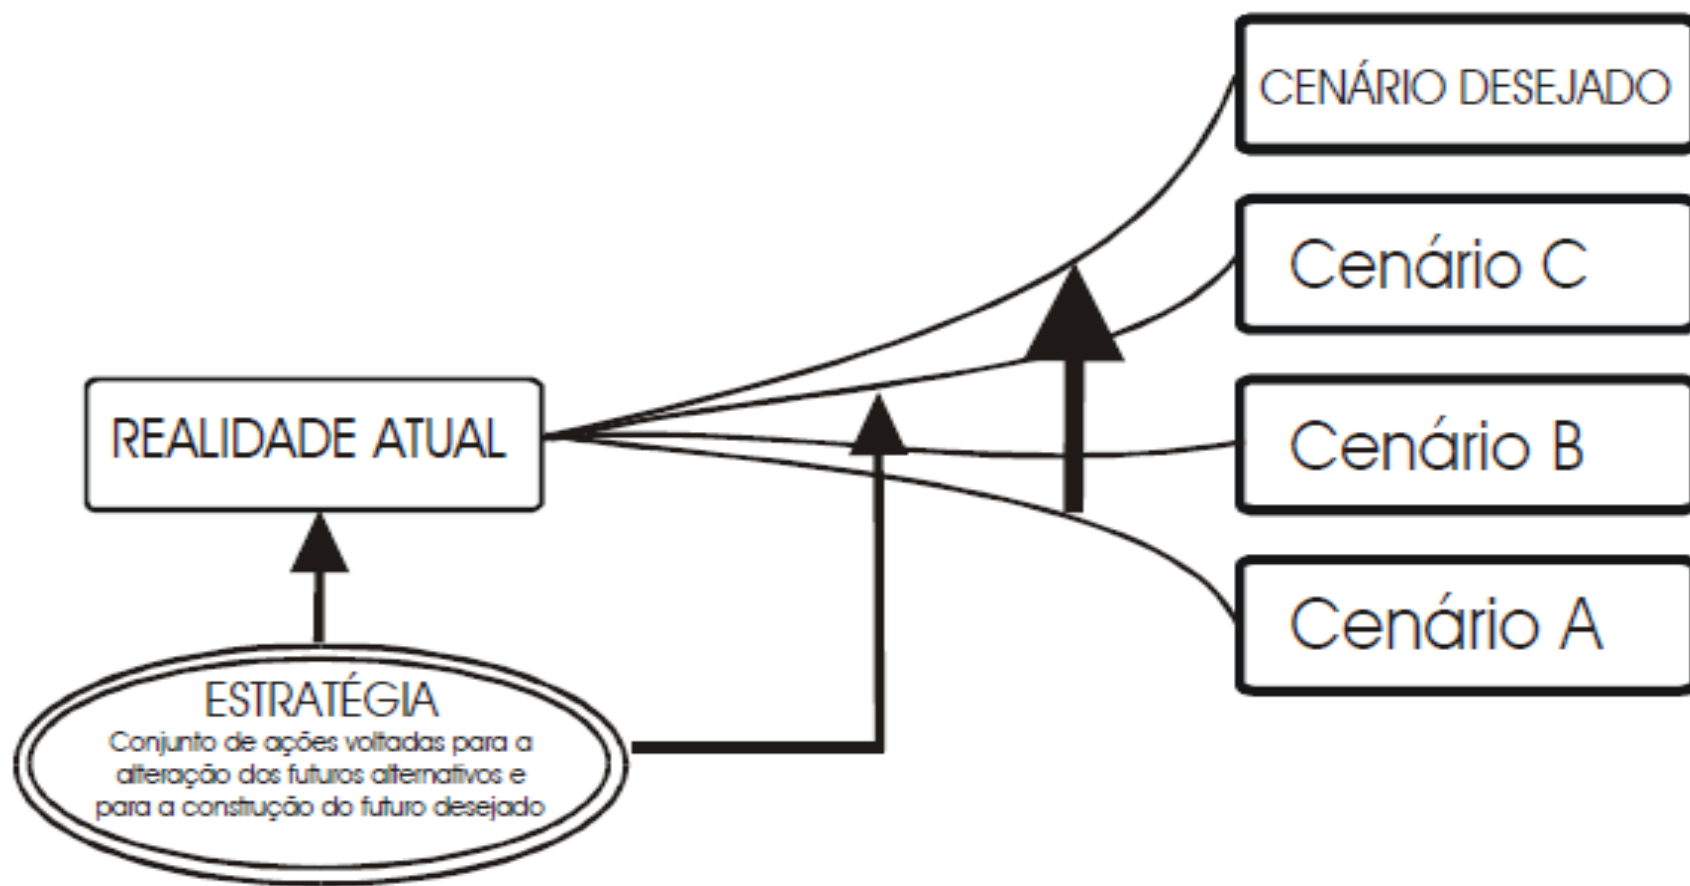 CENÁRIO DESEJADO
Cenário C
REALIDADE ATUAL
Cenário B
Cenário A
ESTRATÉGIA
Conjunto de ações voltadas para a
alteração dos futuros alternativos e
para a construção do futuro desejado